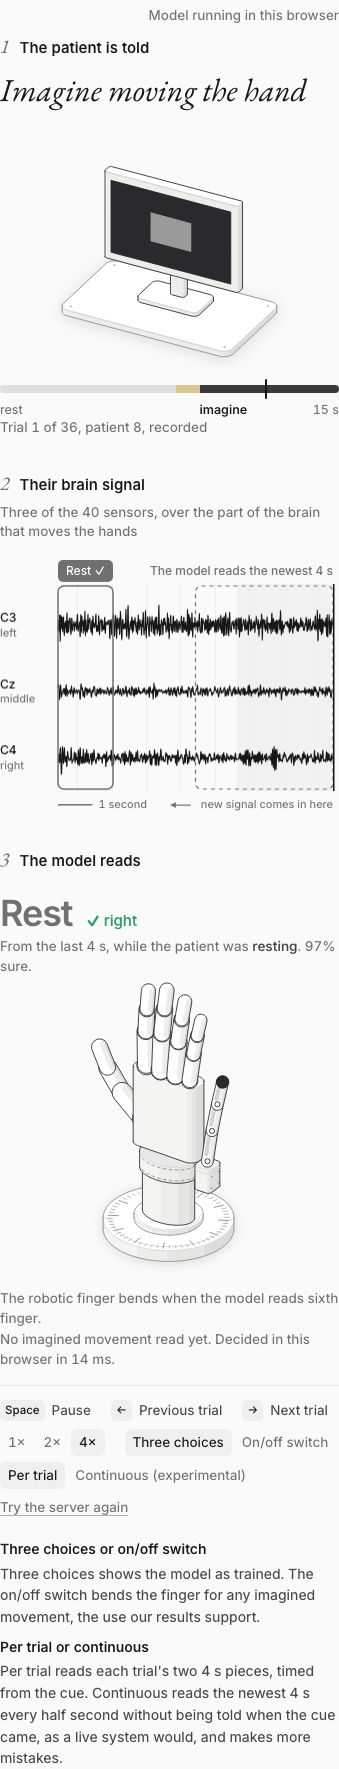 Model running in this browser
1 The patient is told
Imagine moving the hand
rest imagine 15 s
Trial 1 of 36, patient 8, recorded
2 Their brain signal
Three of the 40 sensors, over the part of the brain
that moves the hands
Rest ✓ The model reads the newest 4 s
C3
left
Cz
middle
C4
right
1 second ← new signal comes in here
3 The model reads
Rest ✓ right
From the last 4 s, while the patient was resting. 97%
sure.
The robotic finger bends when the model reads sixth
finger.
No imagined movement read yet. Decided in this
browser in 14 ms.
Space Pause ← Previous trial → Next trial
1× 2× 4× Three choices On/off switch
Per trial Continuous (experimental)
Try the server again
Three choices or on/off switch
Three choices shows the model as trained. The
on/off switch bends the finger for any imagined
movement, the use our results support.
Per trial or continuous
Per trial reads each trial's two 4 s pieces, timed
from the cue. Continuous reads the newest 4 s
every half second without being told when the cue
came, as a live system would, and makes more
mistakes.